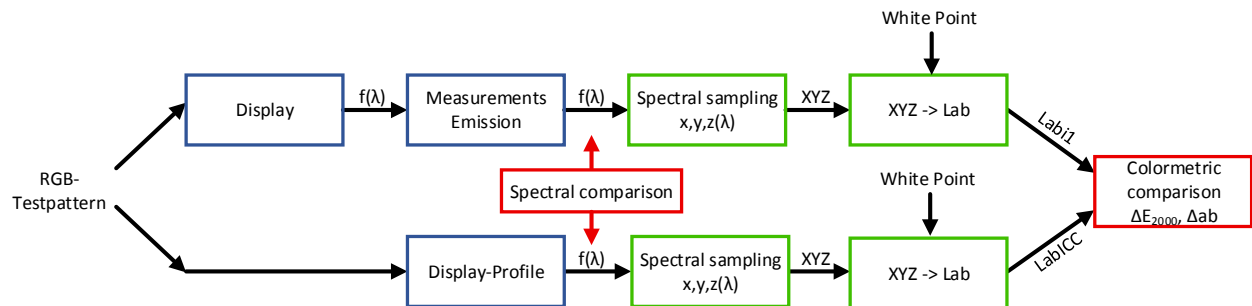 White Point
Display
f(λ)
Measurements
Emission
f(λ)
Spectral sampling
x,y,z(λ)
XYZ
XYZ -> Lab
Labi1
RGB-
Testpattern
Spectral comparison
White Point
Colormetric
comparison
ΔE2000, Δab
Display-Profile
f(λ)
Spectral sampling
x,y,z(λ)
XYZ
XYZ -> Lab
LabICC